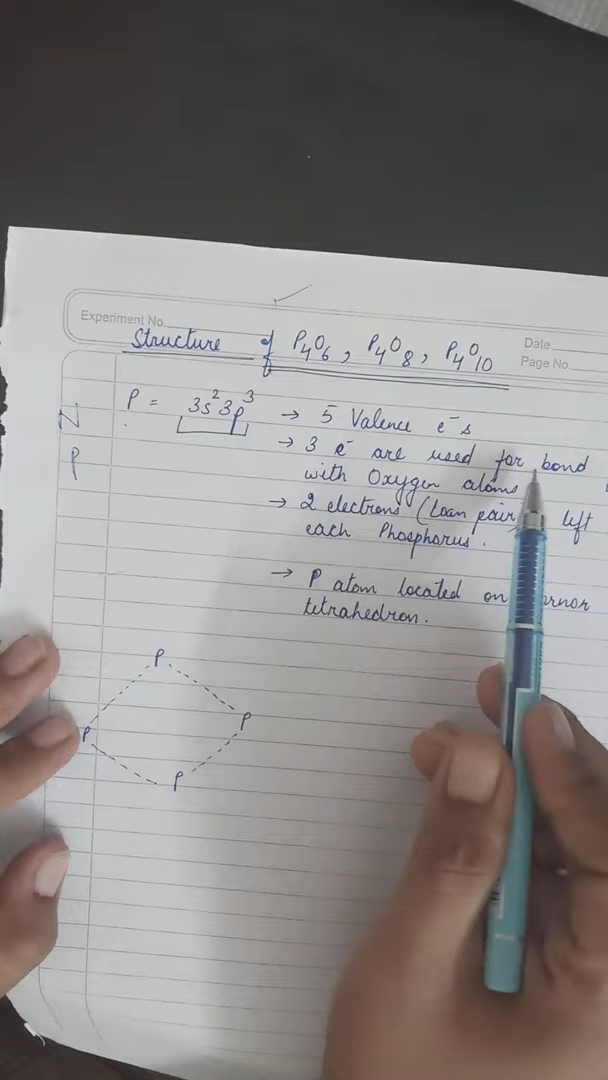 Experiment No.
Date
Structure of P4O6, P4O8, P4O10
Page No.
P = 3s² 3p³ → 5 Valence e⁻s
N
→ 3 e⁻ are used for bond
P
with Oxygen atoms
→ 2 electrons (Loan pair) left
each Phosphorus.
→ P atom located on
tetrahedron.
P
P
P
P